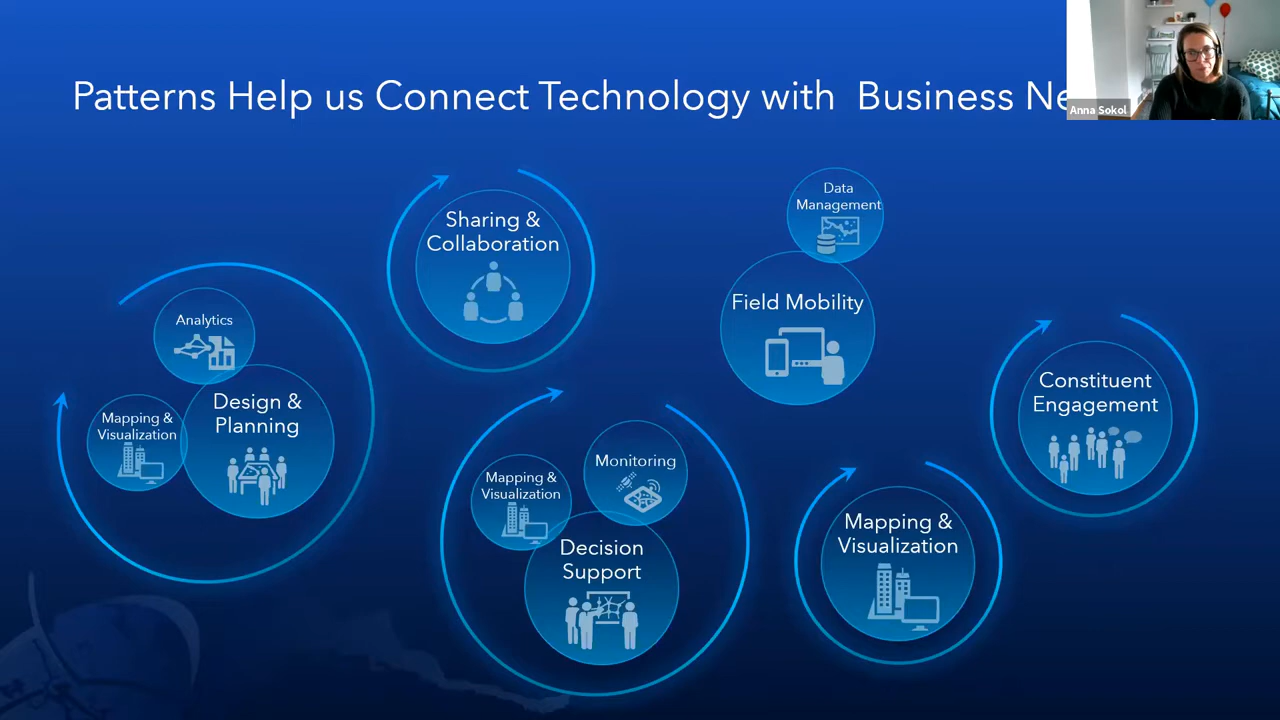 Patterns Help us Connect Technology with Business
Anna Sokol
Sharing &
Collaboration
Data
Management
Field Mobility
Analytics
Mapping &
Visualization
Design &
Planning
Constituent
Engagement
Mapping &
Visualization
Monitoring
Decision
Support
Mapping &
Visualization